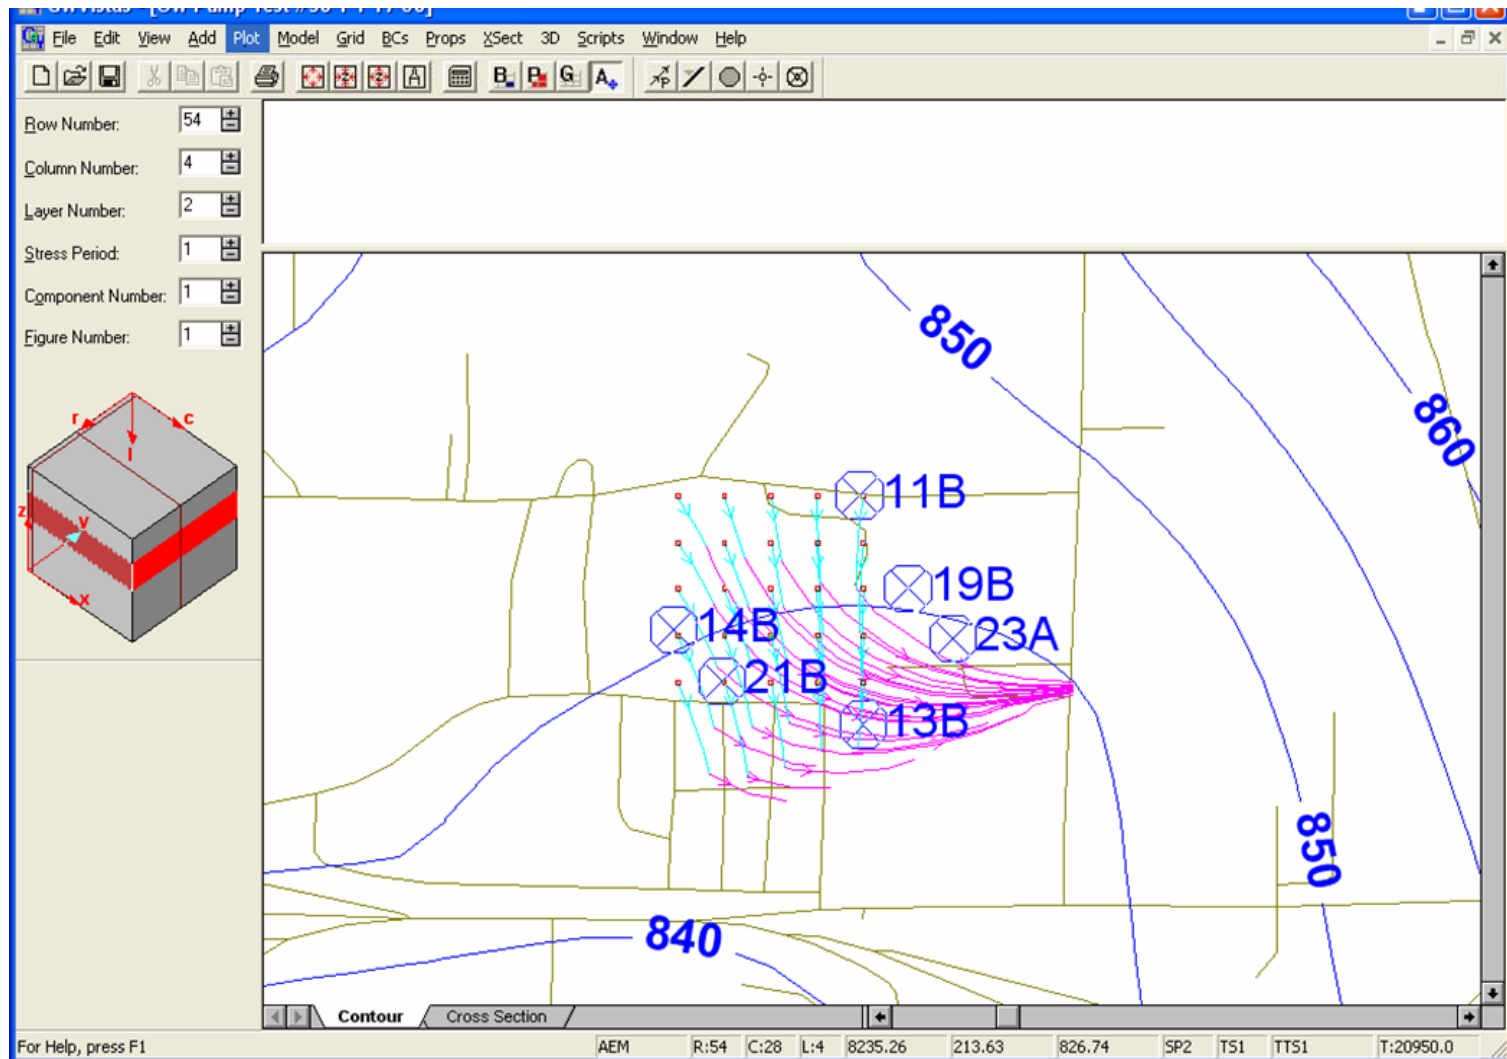 File Edit View Add Plot Model Grid BCs Props XSect 3D Scripts Window Help
Row Number: 54
Column Number: 4
Layer Number: 2
Stress Period: 1
Component Number: 1
Figure Number: 1
r c
l
z v
x
850
860
11B
19B
14B 23A
21B
13B
850
840
Contour Cross Section
For Help, press F1 AEM R:54 C:28 L:4 8235.26 213.63 826.74 SP2 TS1 TTS1 T:20950.0